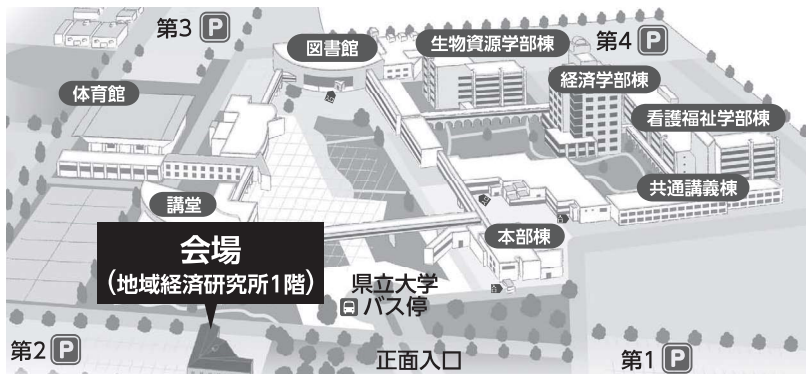 第3 P
図書館
生物資源学部棟
第4 P
体育館
経済学部棟
看護福祉学部棟
共通講義棟
講堂
本部棟
会場
(地域経済研究所1階)
県立大学
バス停
第2 P
正面入口
第1 P